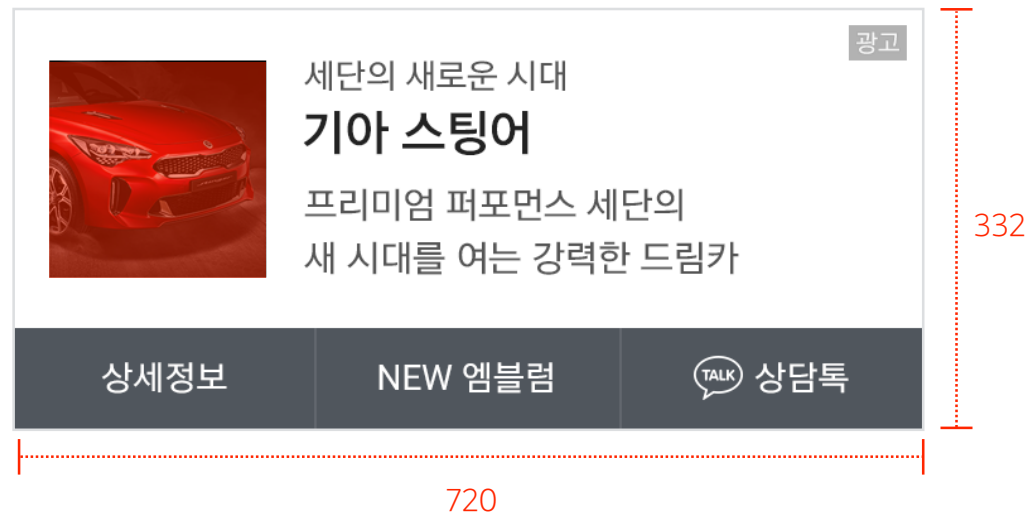 광고
세단의 새로운 시대
기아 스팅어
프리미엄 퍼포먼스 세단의
새 시대를 여는 강력한 드림카
332
상세정보
NEW 엠블럼
TALK 상담톡
720